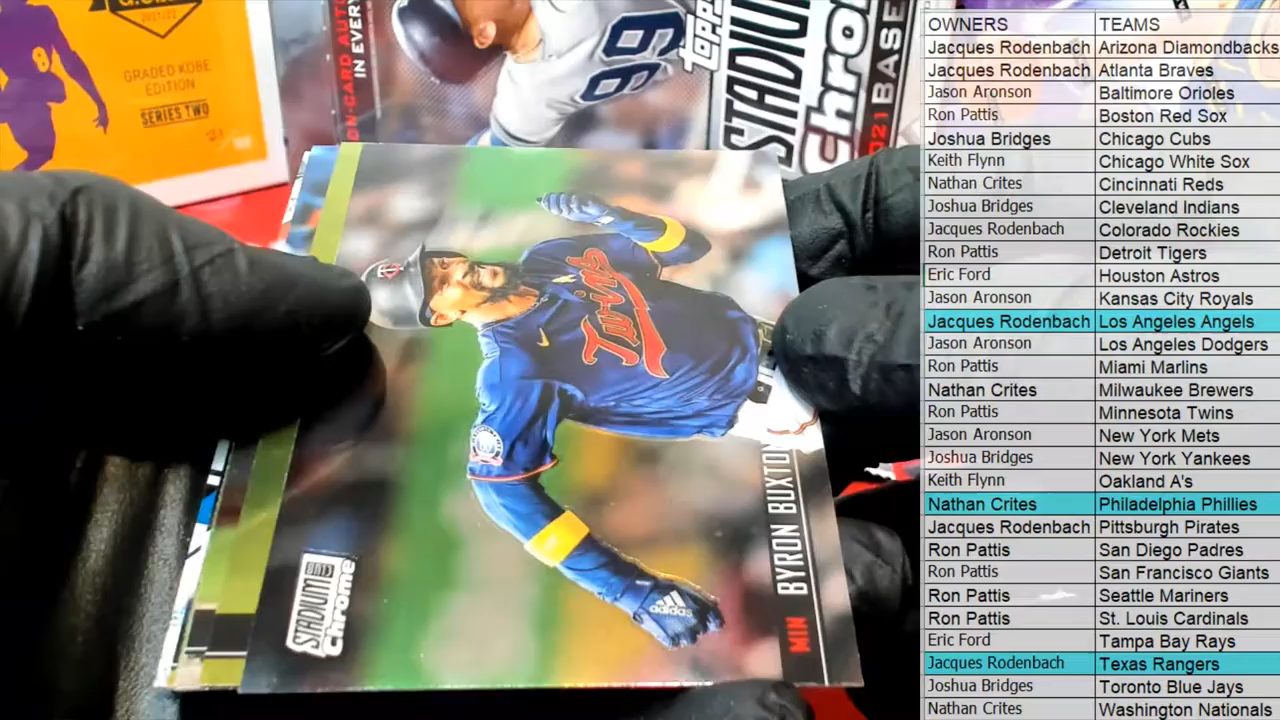 GRADED KOBE
EDITION
SERIES TWO
IN EVERY
99
TOPPS
STADIUM
Chro
2021 BASE
Twins
adidas
STADIUM
CLUB
Chrome
MIN BYRON BUXTON
OWNERS TEAMS
Jacques Rodenbach Arizona Diamondbacks
Jacques Rodenbach Atlanta Braves
Jason Aronson Baltimore Orioles
Ron Pattis Boston Red Sox
Joshua Bridges Chicago Cubs
Keith Flynn Chicago White Sox
Nathan Crites Cincinnati Reds
Joshua Bridges Cleveland Indians
Jacques Rodenbach Colorado Rockies
Ron Pattis Detroit Tigers
Eric Ford Houston Astros
Jason Aronson Kansas City Royals
Jacques Rodenbach Los Angeles Angels
Jason Aronson Los Angeles Dodgers
Ron Pattis Miami Marlins
Nathan Crites Milwaukee Brewers
Ron Pattis Minnesota Twins
Jason Aronson New York Mets
Joshua Bridges New York Yankees
Keith Flynn Oakland A's
Nathan Crites Philadelphia Phillies
Jacques Rodenbach Pittsburgh Pirates
Ron Pattis San Diego Padres
Ron Pattis San Francisco Giants
Ron Pattis Seattle Mariners
Ron Pattis St. Louis Cardinals
Eric Ford Tampa Bay Rays
Jacques Rodenbach Texas Rangers
Joshua Bridges Toronto Blue Jays
Nathan Crites Washington Nationals